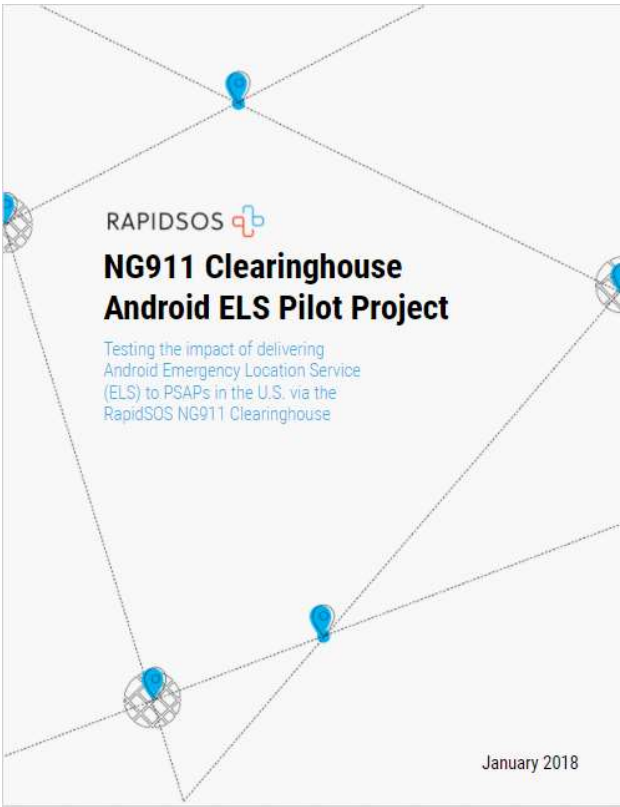 RAPIDSOS
NG911 Clearinghouse
Android ELS Pilot Project
Testing the impact of delivering
Android Emergency Location Service
(ELS) to PSAPs in the U.S. via the
RapidSOS NG911 Clearinghouse
January 2018